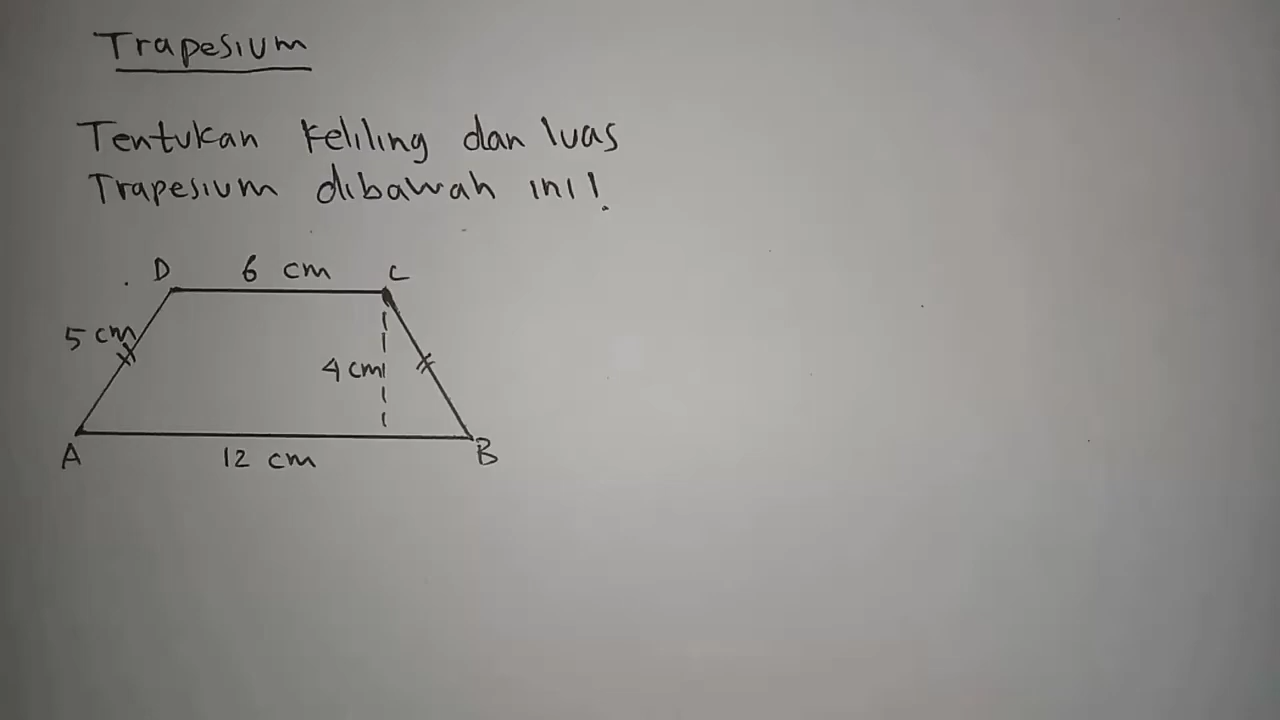 Trapesium
Tentukan Keliling dan luas
Trapesium dibawah ini!
D 6 cm C
5 cm
4 cm
A 12 cm B